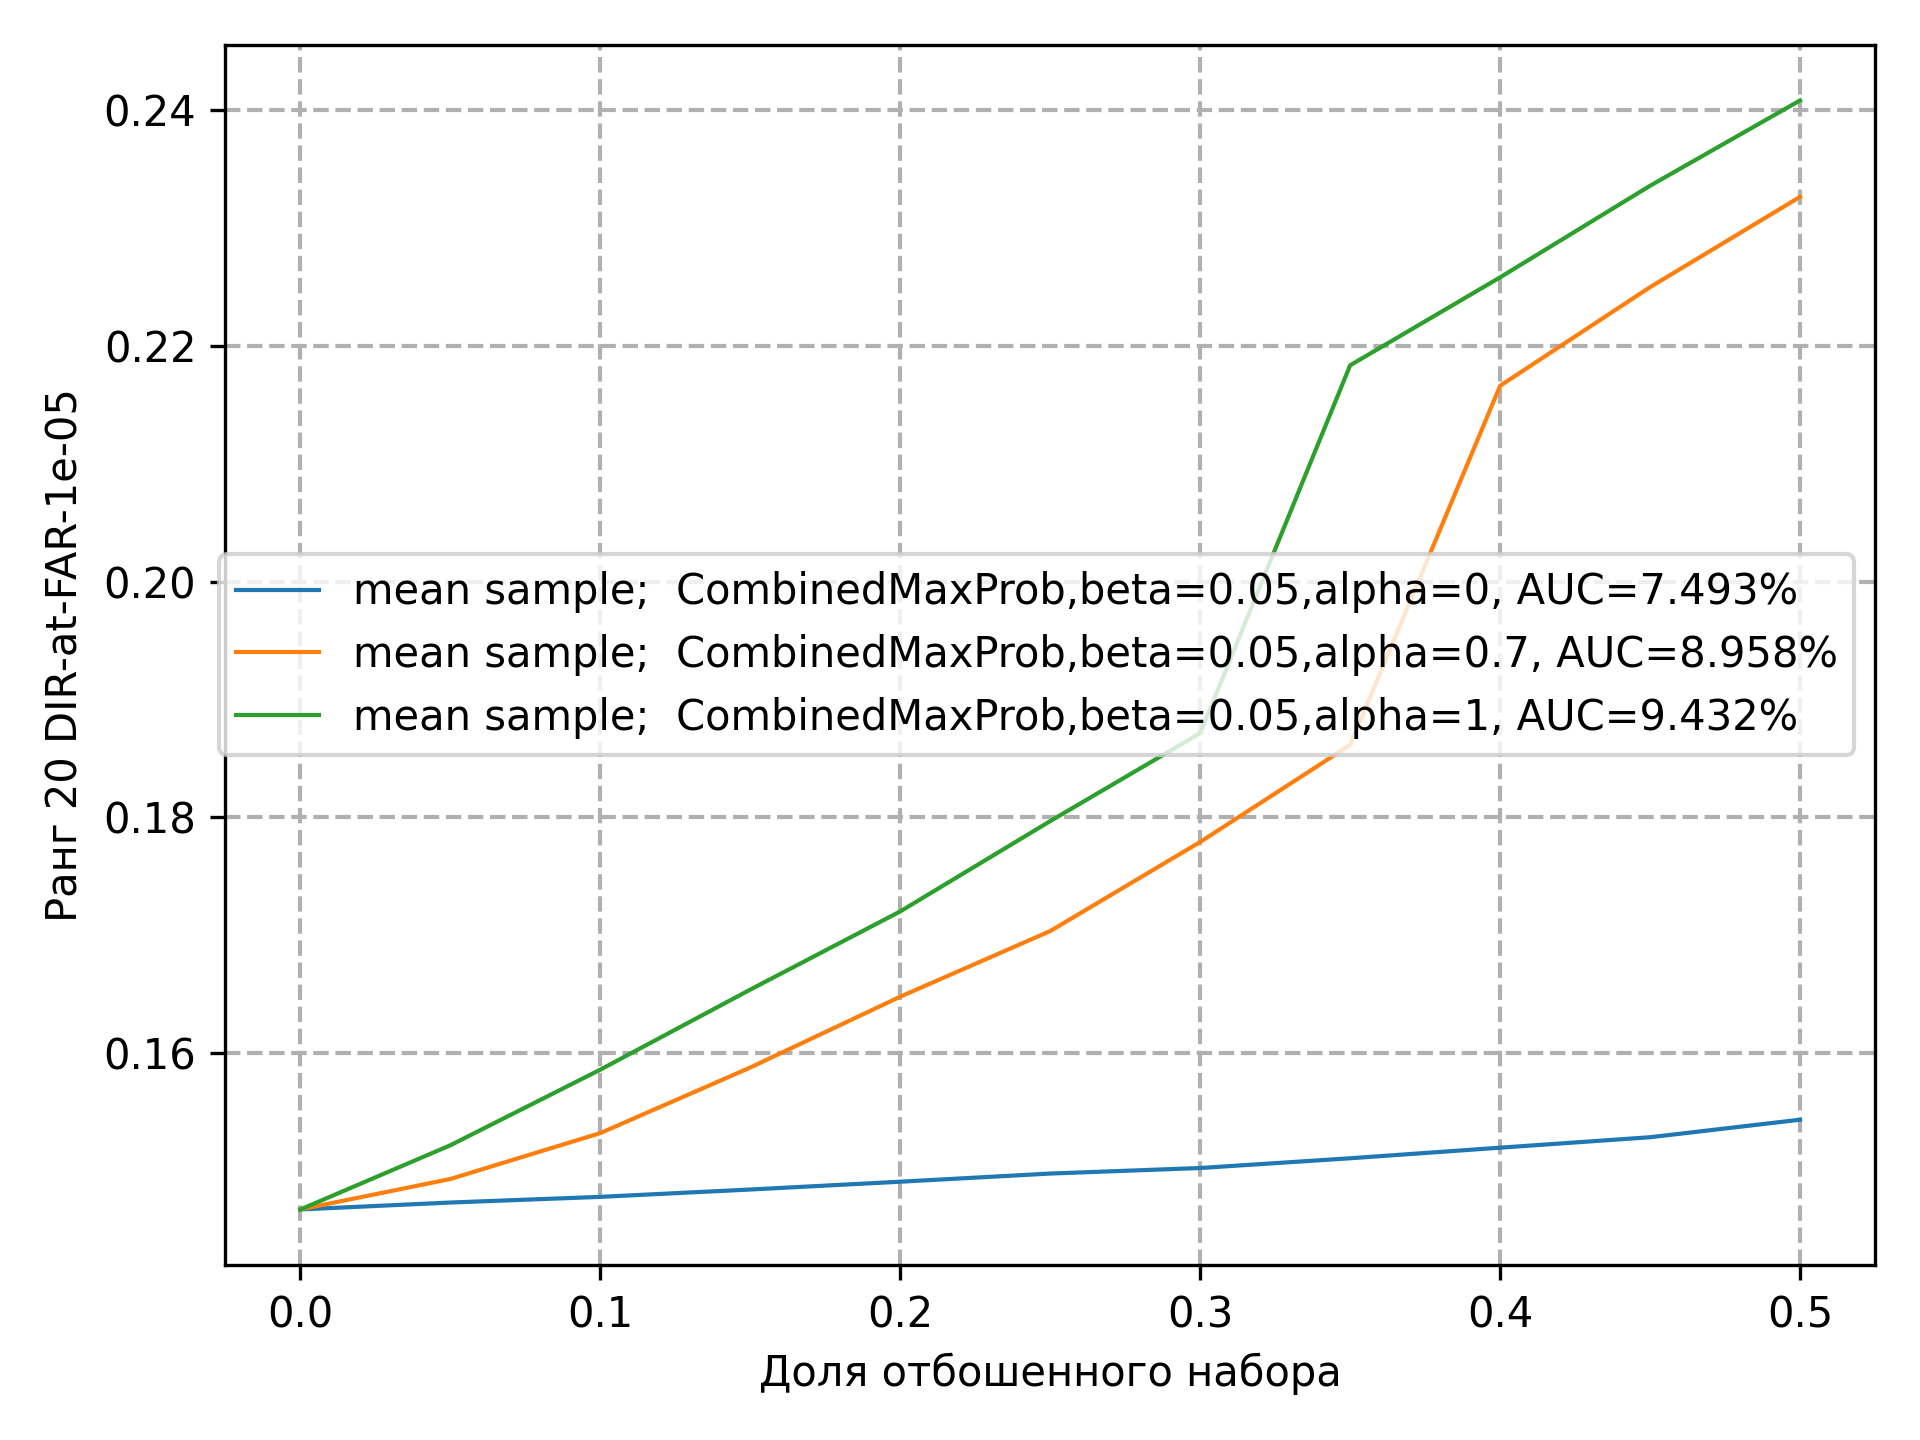 0.24
0.22
0.20
0.18
0.16
Ранг 20 DIR-at-FAR-1e-05
mean sample;  CombinedMaxProb,beta=0.05,alpha=0, AUC=7.493%
mean sample;  CombinedMaxProb,beta=0.05,alpha=0.7, AUC=8.958%
mean sample;  CombinedMaxProb,beta=0.05,alpha=1, AUC=9.432%
0.0 0.1 0.2 0.3 0.4 0.5
Доля отбошенного набора